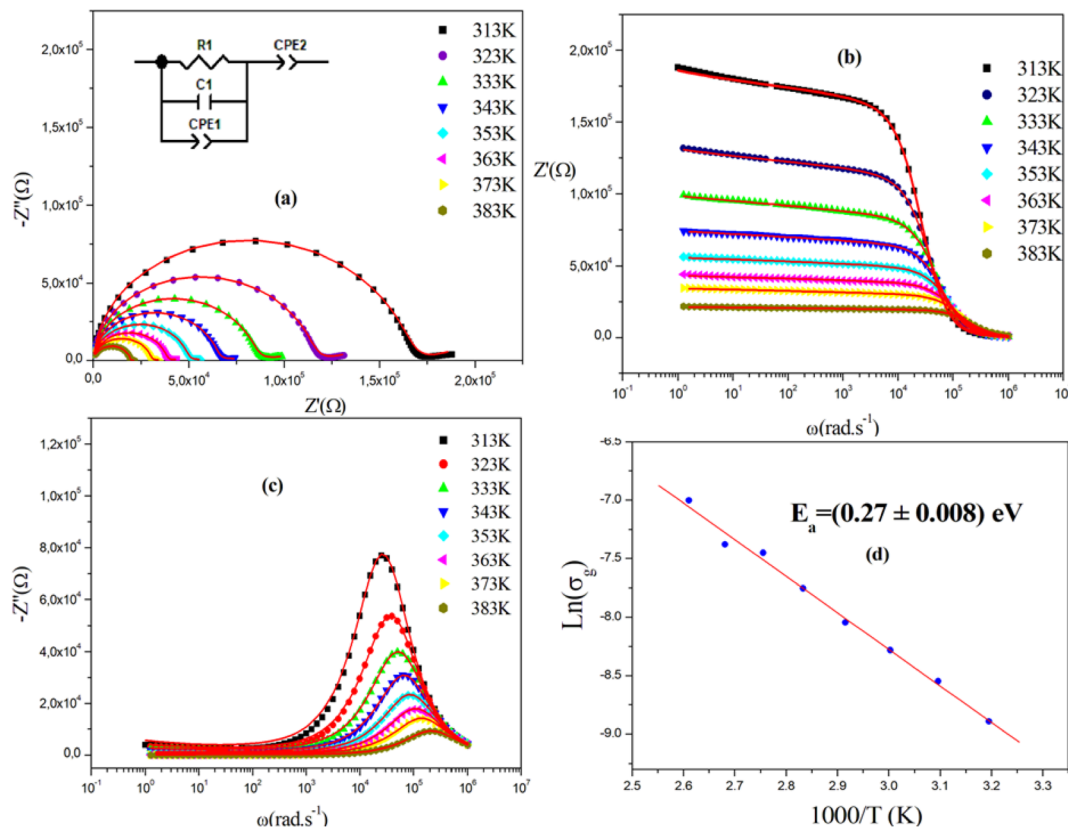 R1
CPE2
C1
CPE1
(a)
313K
323K
333K
343K
353K
363K
373K
383K
-Z"(Ω)
2,0x10⁵
1,5x10⁵
1,0x10⁵
5,0x10⁴
0,0
0,0
5,0x10⁴
1,0x10⁵
1,5x10⁵
2,0x10⁵
Z'(Ω)
(b)
313K
323K
333K
343K
353K
363K
373K
383K
Z'(Ω)
2,0x10⁵
1,5x10⁵
1,0x10⁵
5,0x10⁴
0,0
10⁻¹
10⁰
10¹
10²
10³
10⁴
10⁵
10⁶
ω(rad.s⁻¹)
(c)
313K
323K
333K
343K
353K
363K
373K
383K
-Z"(Ω)
1,2x10⁵
1,0x10⁵
8,0x10⁴
6,0x10⁴
4,0x10⁴
2,0x10⁴
0,0
10⁻¹
10⁰
10¹
10²
10³
10⁴
10⁵
10⁶
10⁷
ω(rad.s⁻¹)
Eₐ=(0.27 ± 0.008) eV
(d)
Ln(σ_g)
-6.5
-7.0
-7.5
-8.0
-8.5
-9.0
2.5
2.6
2.7
2.8
2.9
3.0
3.1
3.2
3.3
1000/T (K)